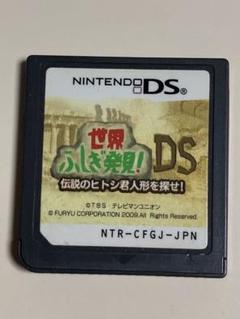 NINTENDO DS
世界
ふしぎ発見! DS
伝説のヒトシ君人形を探せ!
©TBS・テレビマンユニオン
© FURYU CORPORATION 2009.All Rights Reserved.
NTR-CFGJ-JPN